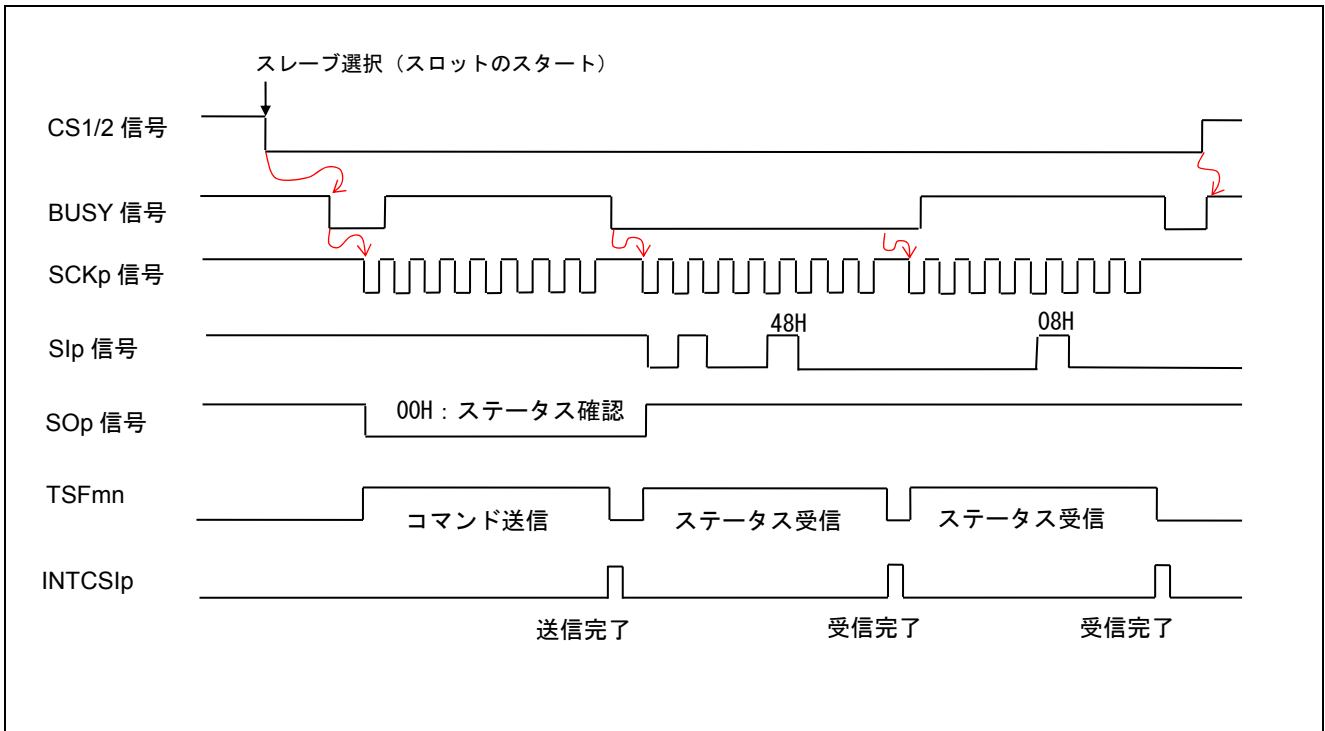 スレーブ選択（スロットのスタート）
CS1/2 信号
BUSY 信号
SCKp 信号
SIp 信号
48H
08H
SOp 信号
00H：ステータス確認
TSFmn
コマンド送信
ステータス受信
ステータス受信
INTCSIp
送信完了
受信完了
受信完了